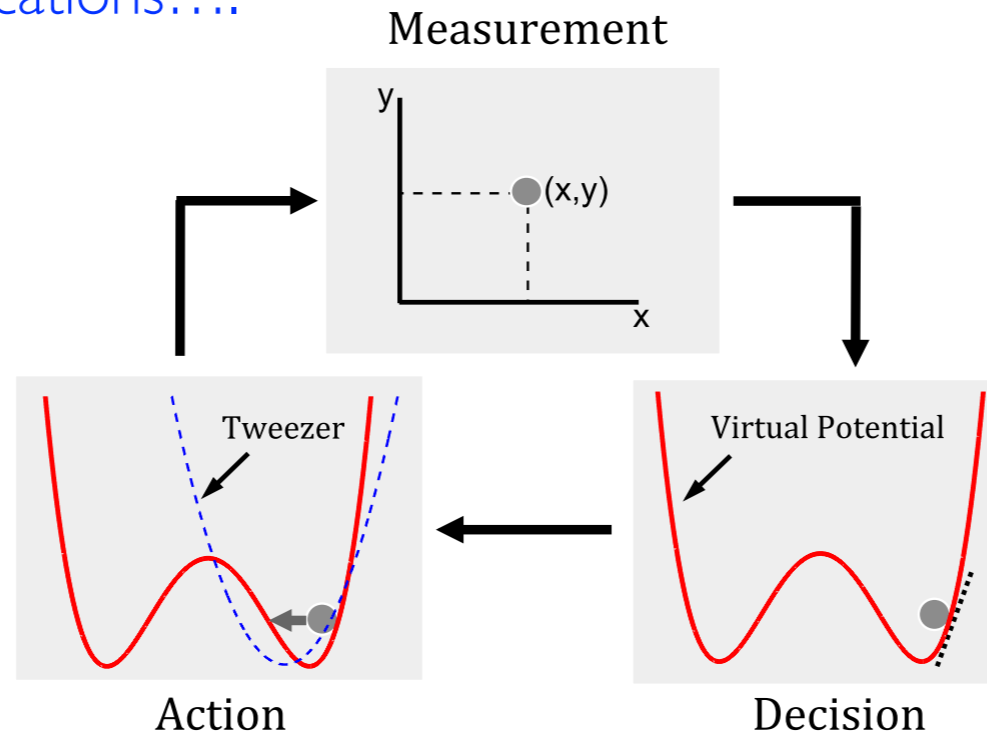 Measurement
y
(x,y)
x
Tweezer
Virtual Potential
Action
Decision